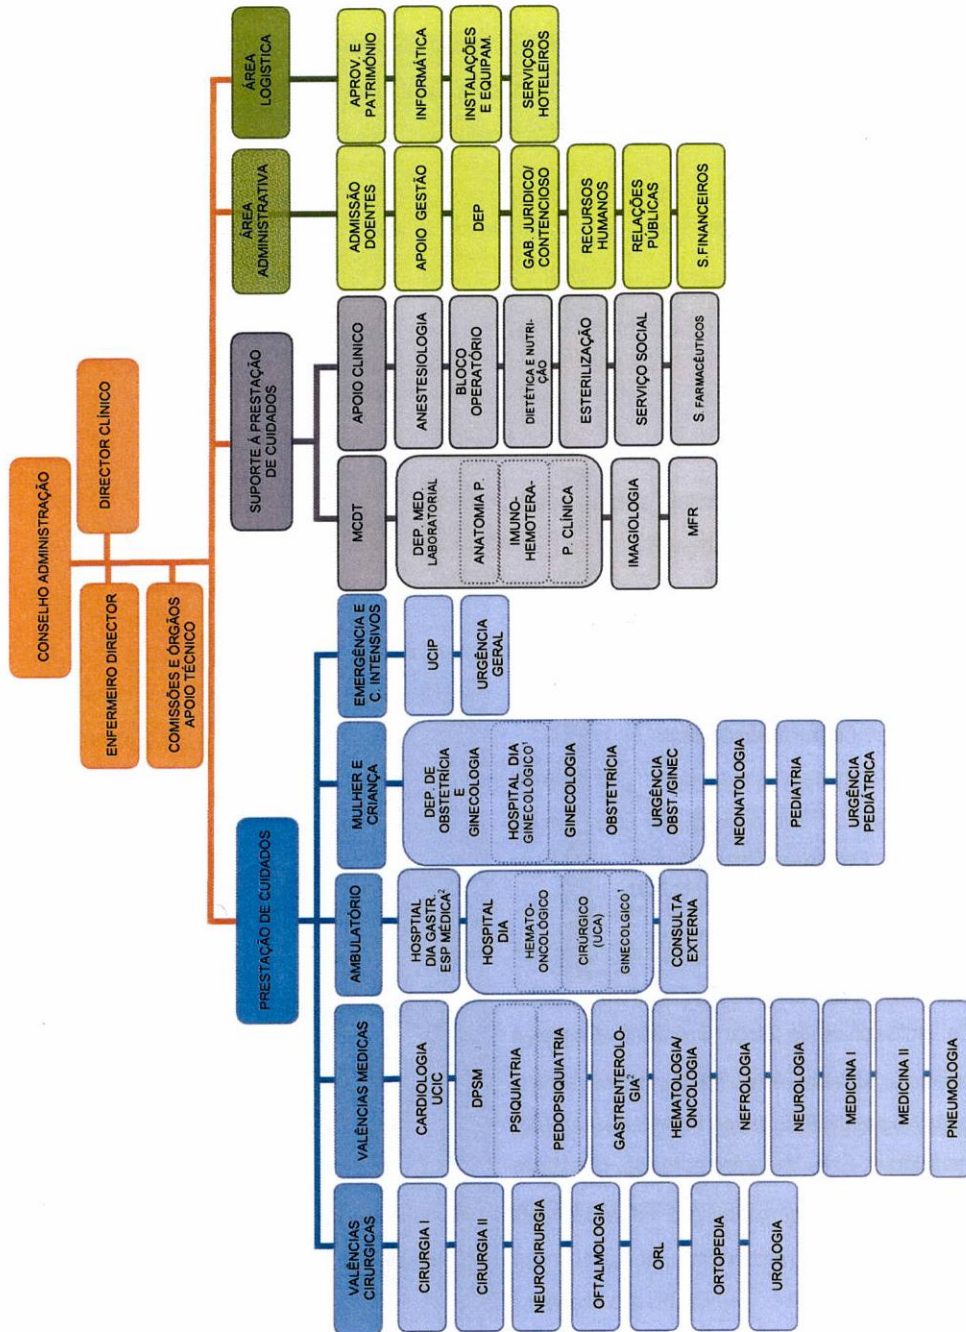 CONSELHO ADMINISTRAÇÃO
ENFERMEIRO DIRECTOR
DIRECTOR CLÍNICO
COMISSÕES E ÓRGÃOS
APOIO TÉCNICO
PRESTAÇÃO DE CUIDADOS
SUPORTE Á PRESTAÇÃO
DE CUIDADOS
ÁREA
ADMINISTRATIVA
ÁREA
LOGISTICA
VALÊNCIAS
CIRURGICAS
CIRURGIA I
CIRURGIA II
NEUROCIRURGIA
OFTALMOLOGIA
ORL
ORTOPEDIA
UROLOGIA
VALÊNCIAS MEDICAS
CARDIOLOGIA
UCIC
DPSM
PSIQUIATRIA
PEDOPSIQUIATRIA
GASTRENTEROLO-
GIA²
HEMATOLOGIA/
ONCOLOGIA
NEFROLOGIA
NEUROLOGIA
MEDICINA I
MEDICINA II
PNEUMOLOGIA
AMBULATÓRIO
HOSPTIAL
DIA GASTR.
ESP MÉDICA²
HOSPITAL
DIA
HEMATO-
ONCOLÓGICO
CIRÚRGICO
(UCA)
GINECOLOGICO¹
CONSULTA
EXTERNA
MULHER E
CRIANÇA
DEP. DE
OBSTETRÍCIA
E
GINECOLOGIA
HOSPITAL DIA
GINECOLÓGICO¹
GINECOLOGIA
OBSTETRÍCIA
URGÊNCIA
OBST./GINEC
NEONATOLOGIA
PEDIATRIA
URGÊNCIA
PEDIÁTRICA
EMERGÊNCIA E
C. INTENSIVOS
UCIP
URGÊNCIA
GERAL
MCDT
DEP. MED.
LABORATORIAL
ANATOMIA P.
IMUNO-
HEMOTERA-
P. CLÍNICA
IMAGIOLOGIA
MFR
APOIO CLINICO
ANESTESIOLOGIA
BLOCO
OPERATÓRIO
DIETÉTICA E NUTRI-
ÇÃO
ESTERILIZAÇÃO
SERVIÇO SOCIAL
S. FARMACÊUTICOS
ADMISSÃO
DOENTES
APOIO GESTÃO
DEP
GAB. JURIDICO/
CONTENCIOSO
RECURSOS
HUMANOS
RELAÇÕES
PÚBLICAS
S.FINANCEIROS
APROV. E
PATRIMÓNIO
INFORMÁTICA
INSTALAÇÕES
E EQUIPAM.
SERVIÇOS
HOTELEIROS